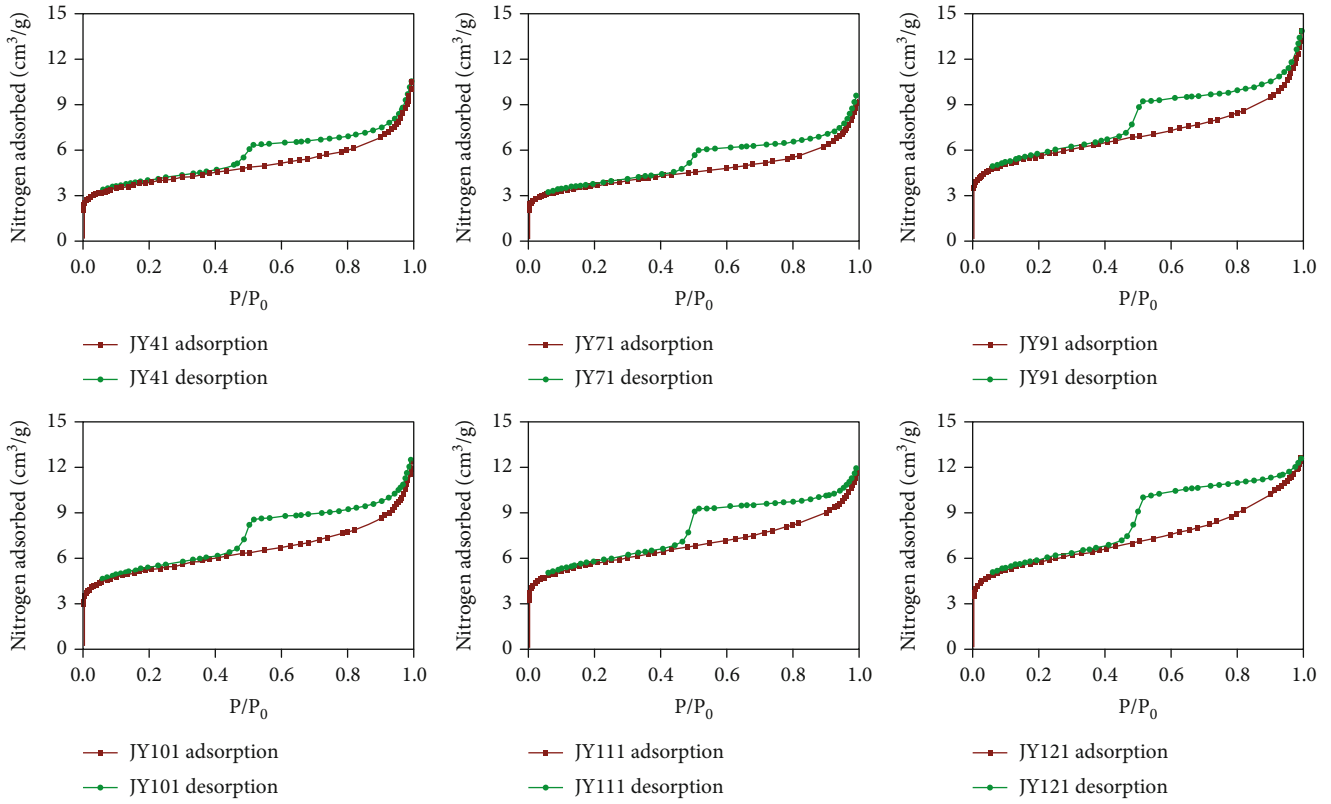 Nitrogen adsorbed (cm³/g)
15
12
9
6
3
0
0.0 0.2 0.4 0.6 0.8 1.0
P/P₀
JY41 adsorption
JY41 desorption
Nitrogen adsorbed (cm³/g)
15
12
9
6
3
0
0.0 0.2 0.4 0.6 0.8 1.0
P/P₀
JY71 adsorption
JY71 desorption
Nitrogen adsorbed (cm³/g)
15
12
9
6
3
0
0.0 0.2 0.4 0.6 0.8 1.0
P/P₀
JY91 adsorption
JY91 desorption
Nitrogen adsorbed (cm³/g)
15
12
9
6
3
0
0.0 0.2 0.4 0.6 0.8 1.0
P/P₀
JY101 adsorption
JY101 desorption
Nitrogen adsorbed (cm³/g)
15
12
9
6
3
0
0.0 0.2 0.4 0.6 0.8 1.0
P/P₀
JY111 adsorption
JY111 desorption
Nitrogen adsorbed (cm³/g)
15
12
9
6
3
0
0.0 0.2 0.4 0.6 0.8 1.0
P/P₀
JY121 adsorption
JY121 desorption